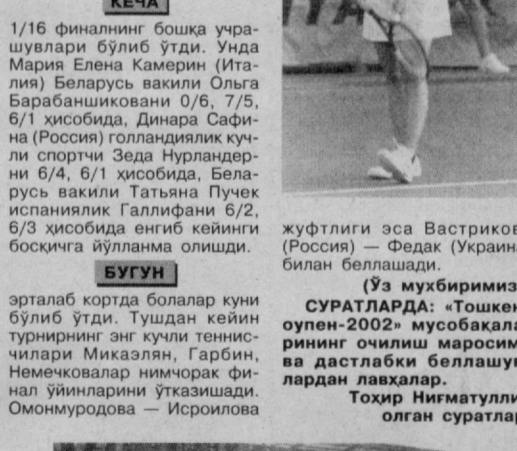 КЕЧА
1/16 финалнинг бошқа учра-
шувлари бўлиб ўтди. Унда
Мария Елена Камерин (Ита-
лия) Беларусь вакили Ольга
Барабаншиковани 0/6, 7/5,
6/1 ҳисобида, Динара Сафи-
на (Россия) голландиялик куч-
ли спортчи Зеда Нурландер-
ни 6/4, 6/1 ҳисобида, Бела-
русь вакили Татьяна Пучек
испаниялик Галлифани 6/2,
6/3 ҳисобида енгиб кейинги
босқичга йўлланма олишди.
БУГУН
эрталаб кортда болалар куни
бўлиб ўтди. Тушдан кейин
турнирнинг энг кучли теннис-
чилари Микаэлян, Гарбин,
Немечковалар нимчорак фи-
нал ўйинларини ўтказишади.
Омонмуродова — Исроилова
жуфтлиги эса Вастриков
(Россия) — Федак (Украин
билан беллашади.
(Ўз мухбиримиз
СУРАТЛАРДА: «Тошкен
оупен-2002» мусобақала
рининг очилиш маросим
ва дастлабки беллашув
лардан лавҳалар.
Тоҳир Ниғматулли
олган суратлар